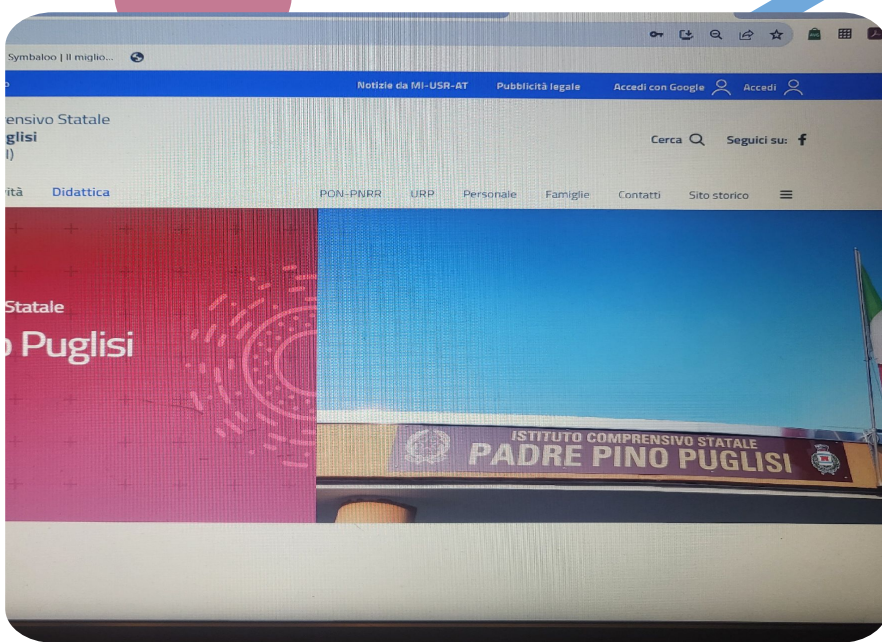 Symbaloo | Il miglio...
Notizie da MI-USR-AT Pubblicità legale Accedi con Google Accedi
ensivo Statale
glisi
I)
Cerca Seguici su:
ità Didattica PON-PNRR URP Personale Famiglie Contatti Sito storico
Statale
o Puglisi
ISTITUTO COMPRENSIVO STATALE
PADRE PINO PUGLISI